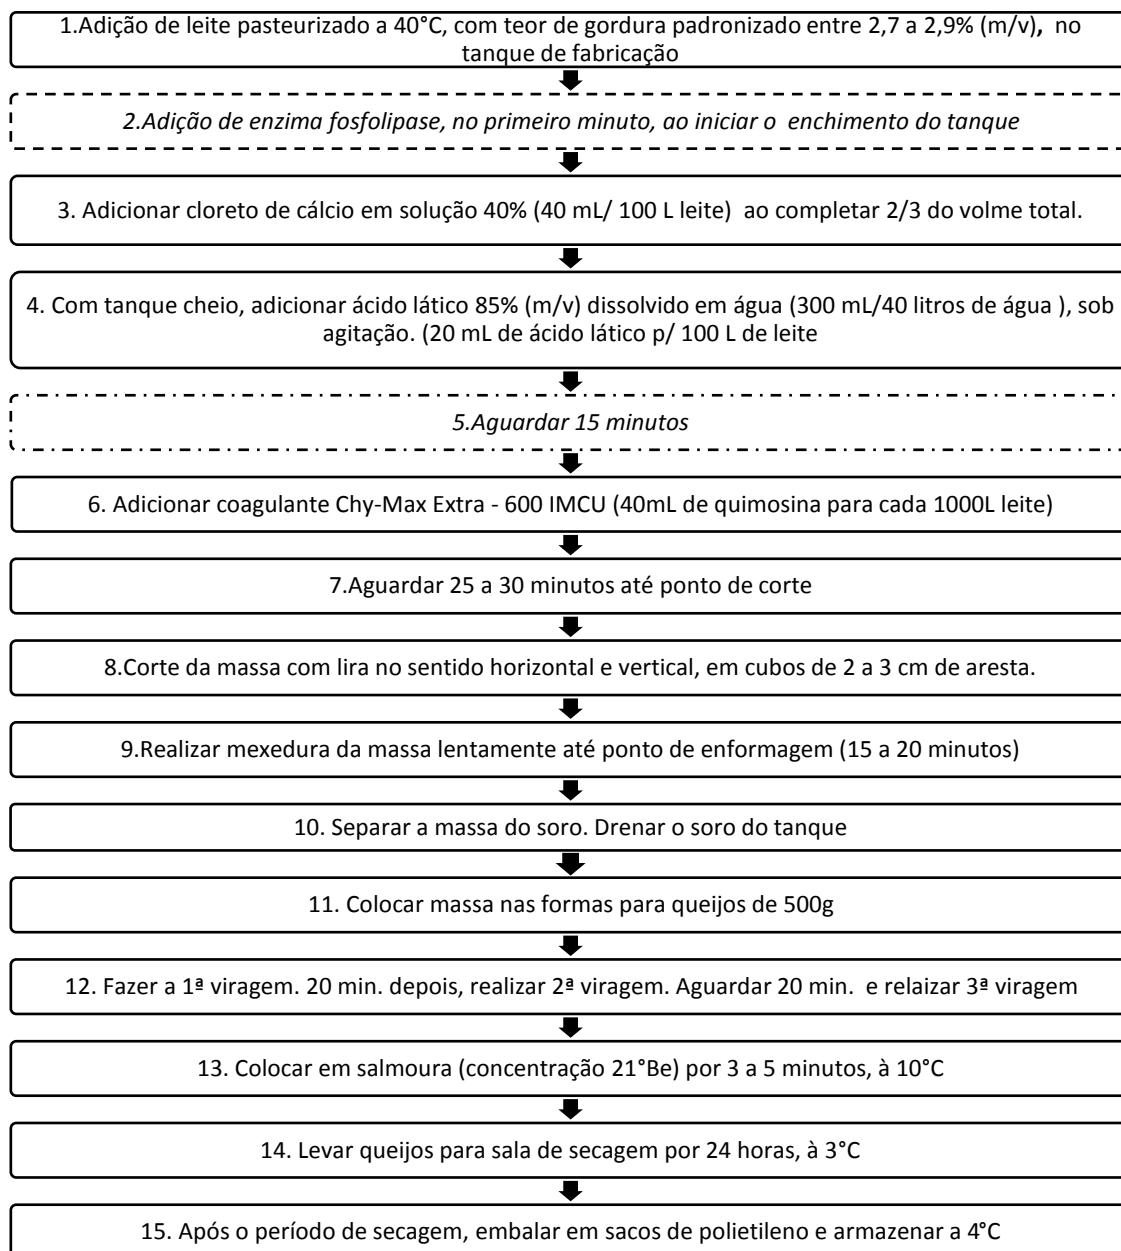 1.Adição de leite pasteurizado a 40°C, com teor de gordura padronizado entre 2,7 a 2,9% (m/v), no
tanque de fabricação
2.Adição de enzima fosfolipase, no primeiro minuto, ao iniciar o enchimento do tanque
3. Adicionar cloreto de cálcio em solução 40% (40 mL/ 100 L leite) ao completar 2/3 do volme total.
4. Com tanque cheio, adicionar ácido lático 85% (m/v) dissolvido em água (300 mL/40 litros de água ), sob
agitação. (20 mL de ácido lático p/ 100 L de leite
5.Aguardar 15 minutos
6. Adicionar coagulante Chy-Max Extra - 600 IMCU (40mL de quimosina para cada 1000L leite)
7.Aguardar 25 a 30 minutos até ponto de corte
8.Corte da massa com lira no sentido horizontal e vertical, em cubos de 2 a 3 cm de aresta.
9.Realizar mexedura da massa lentamente até ponto de enformagem (15 a 20 minutos)
10. Separar a massa do soro. Drenar o soro do tanque
11. Colocar massa nas formas para queijos de 500g
12. Fazer a 1ª viragem. 20 min. depois, realizar 2ª viragem. Aguardar 20 min. e relaizar 3ª viragem
13. Colocar em salmoura (concentração 21°Be) por 3 a 5 minutos, à 10°C
14. Levar queijos para sala de secagem por 24 horas, à 3°C
15. Após o período de secagem, embalar em sacos de polietileno e armazenar a 4°C